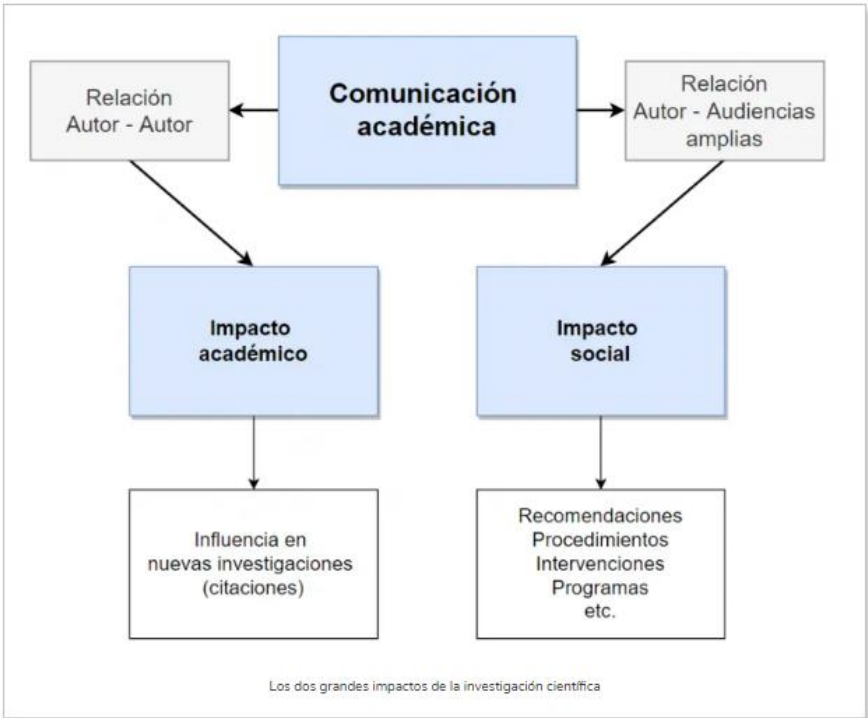 Comunicación
académica
Relación
Autor - Autor
Relación
Autor - Audiencias
amplias
Impacto
académico
Impacto
social
Influencia en
nuevas investigaciones
(citaciones)
Recomendaciones
Procedimientos
Intervenciones
Programas
etc.
Los dos grandes impactos de la investigación científica